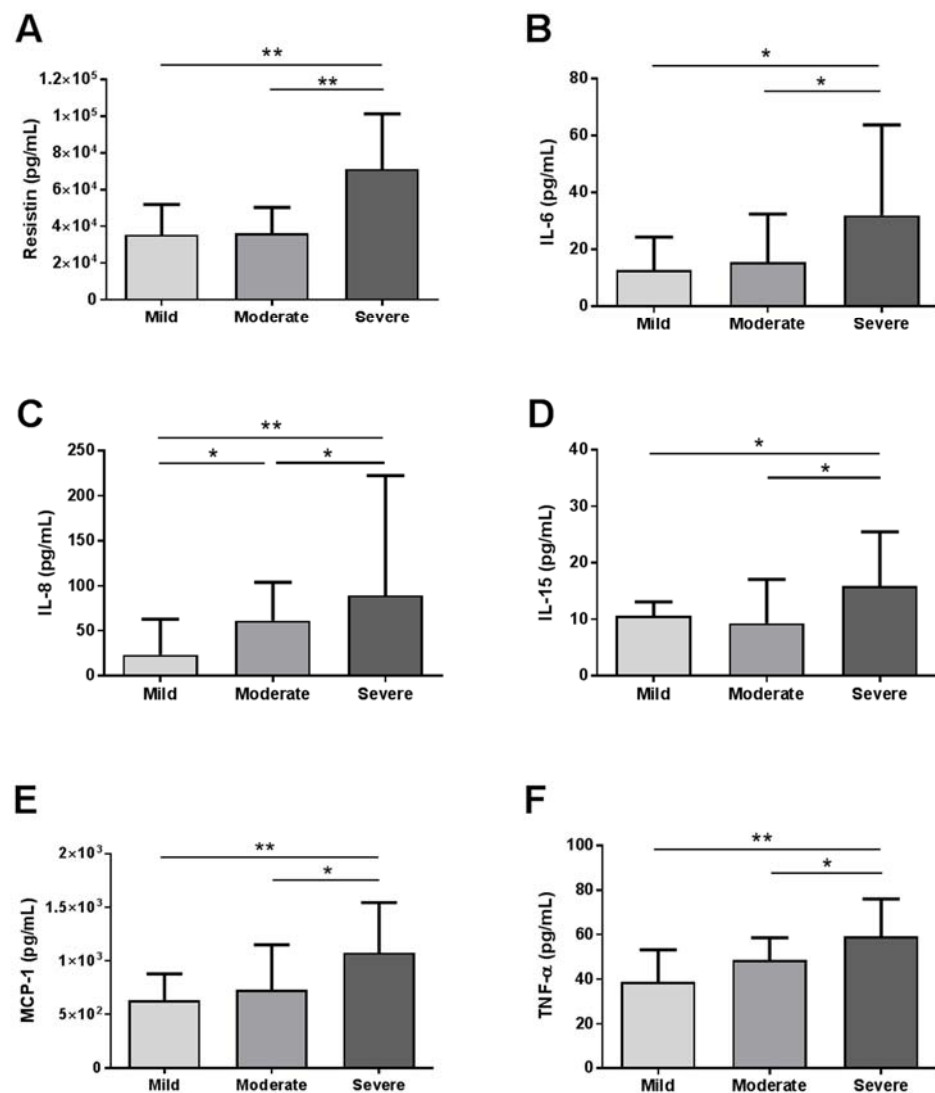 A
**
**
1.2×10⁵
1×10⁵
8×10⁴
6×10⁴
4×10⁴
2×10⁴
0
Resistin (pg/mL)
Mild Moderate Severe
B
*
*
80
60
40
20
0
IL-6 (pg/mL)
Mild Moderate Severe
C
**
* *
250
200
150
100
50
0
IL-8 (pg/mL)
Mild Moderate Severe
D
*
*
40
30
20
10
0
IL-15 (pg/mL)
Mild Moderate Severe
E
**
*
2×10³
1.5×10³
1×10³
5×10²
0
MCP-1 (pg/mL)
Mild Moderate Severe
F
**
*
100
80
60
40
20
0
TNF-α (pg/mL)
Mild Moderate Severe